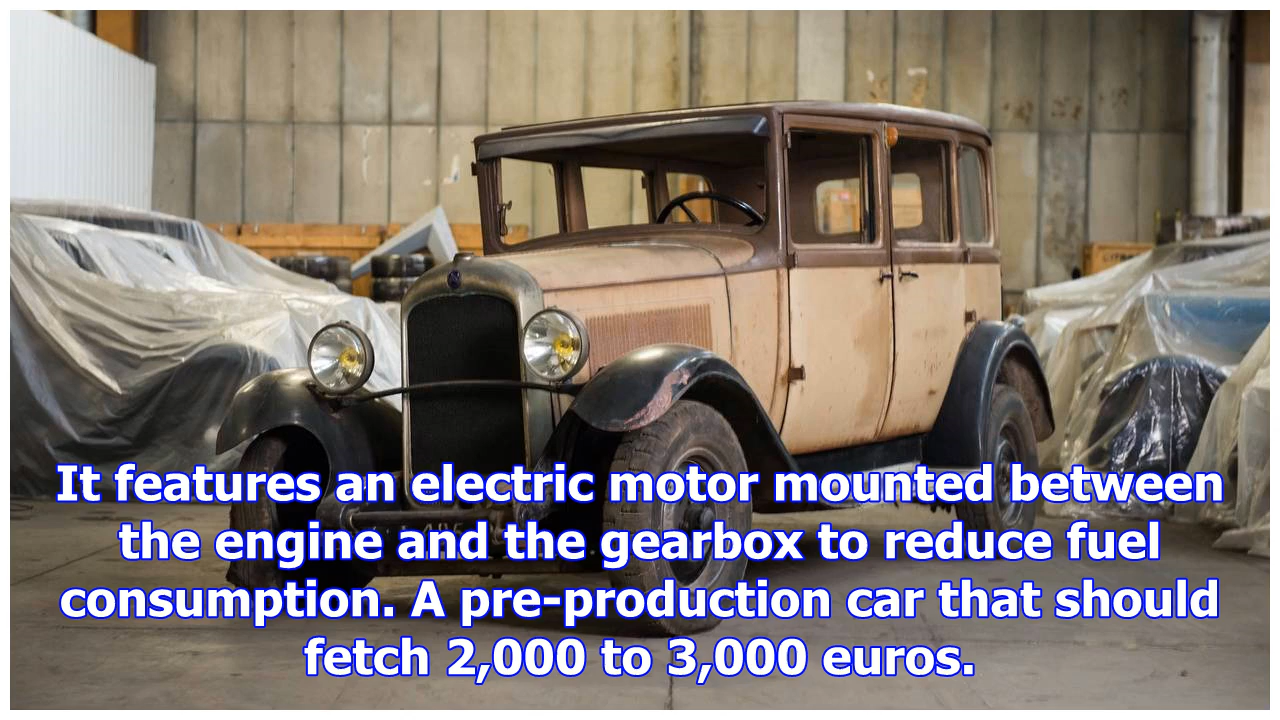 CITRO
It features an electric motor mounted between
the engine and the gearbox to reduce fuel
consumption. A pre-production car that should
fetch 2,000 to 3,000 euros.